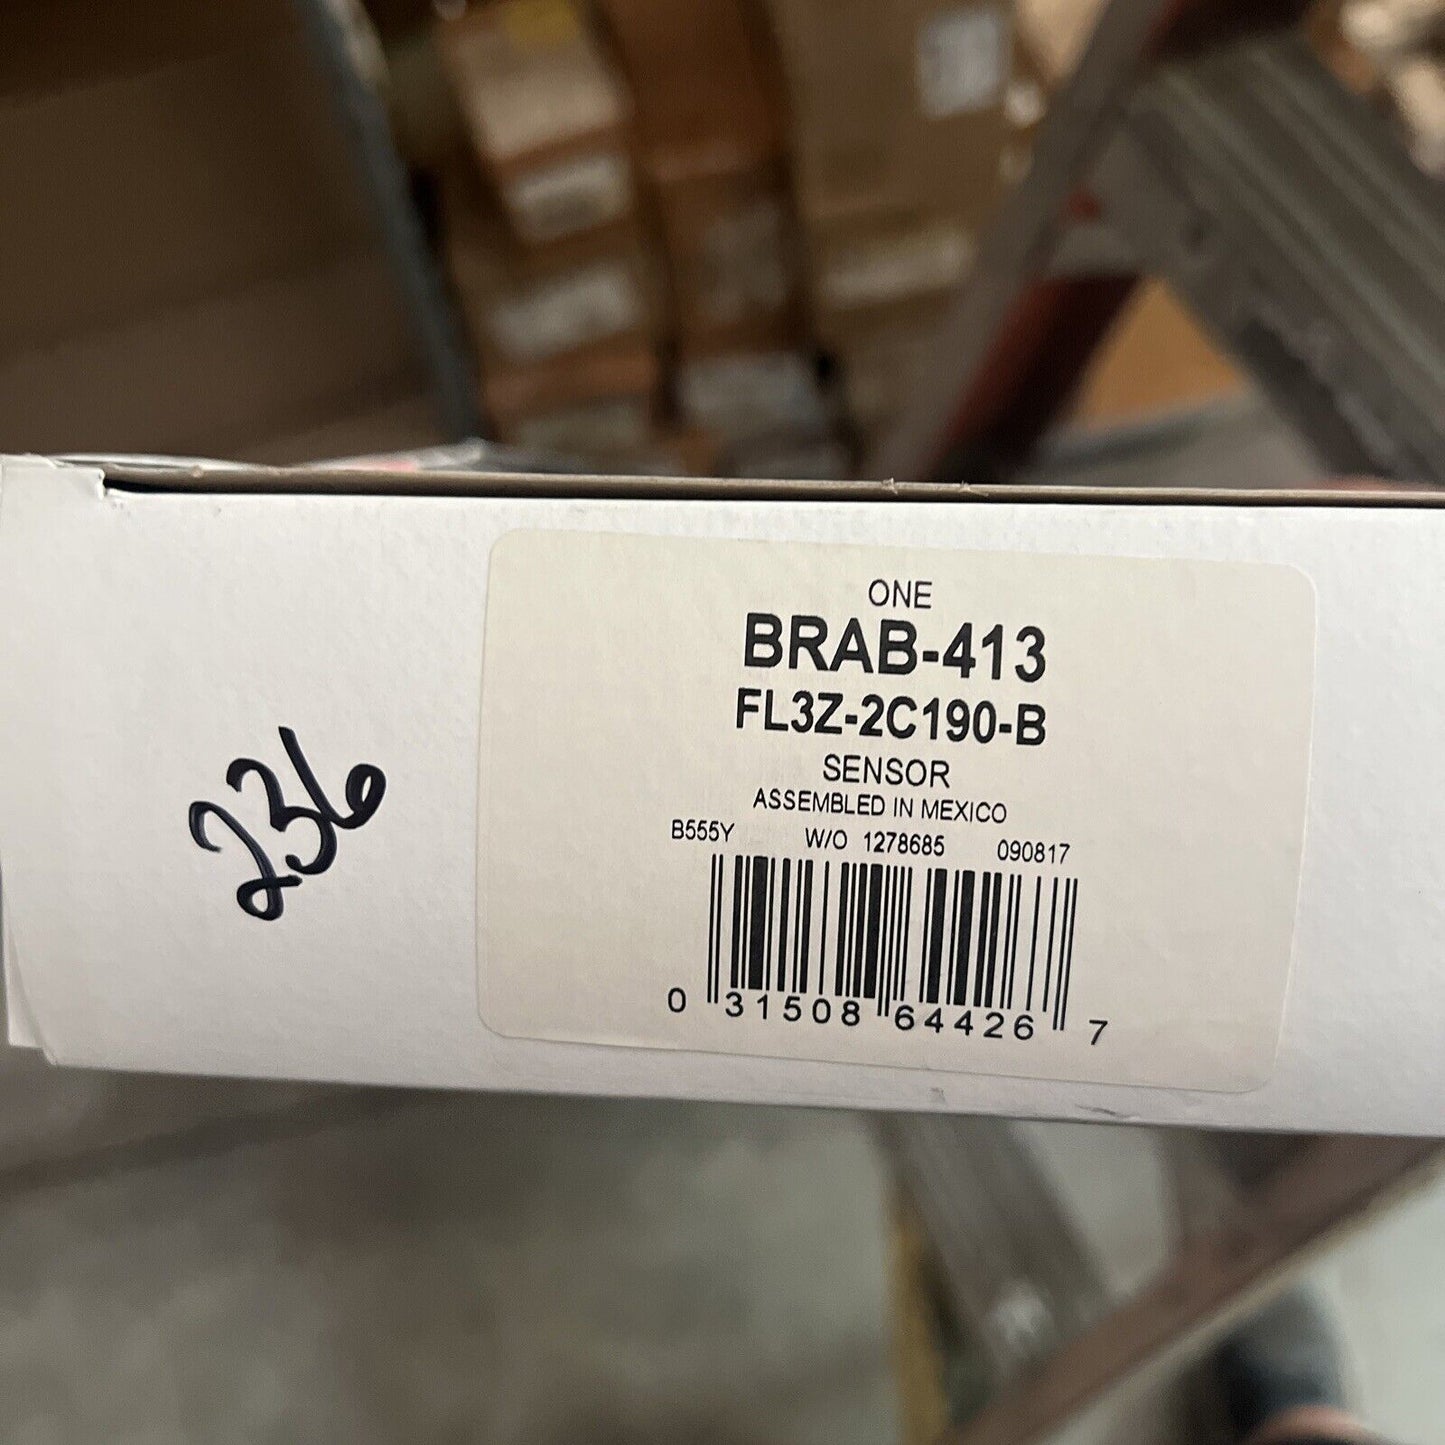 236
ONE
BRAB-413
FL3Z-2C190-B
SENSOR
ASSEMBLED IN MEXICO
B555Y W/O 1278685 090817
0 31508 64426 7